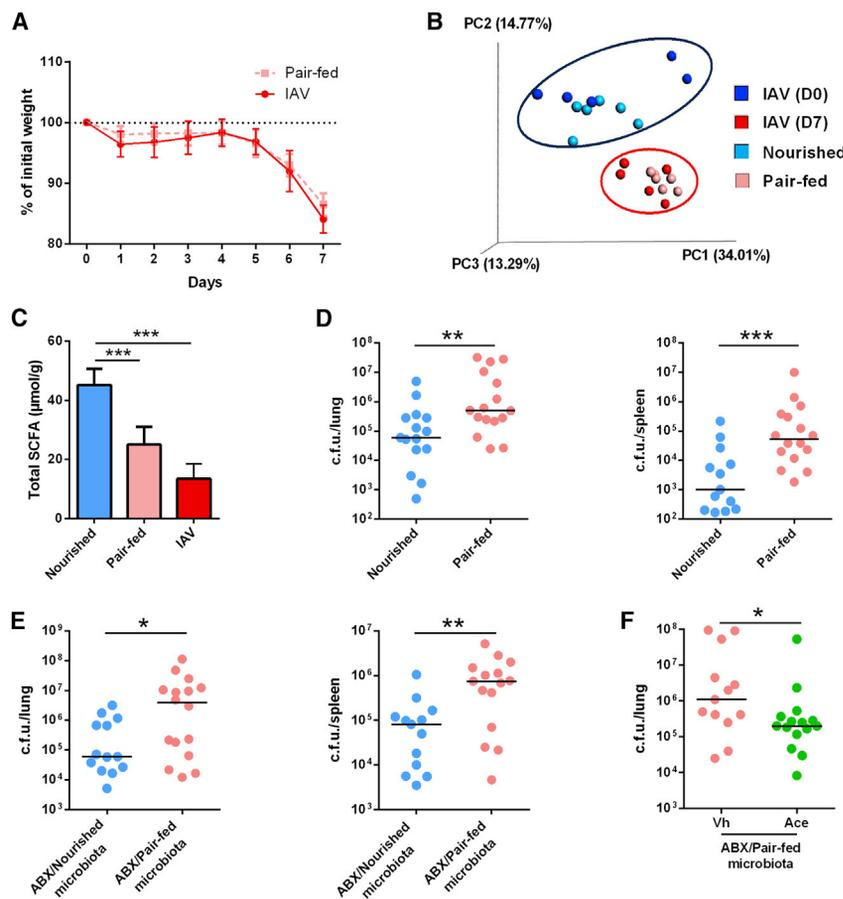 A
% of initial weight
110
100
90
80
0 1 2 3 4 5 6 7
Days
Pair-fed
IAV
B
PC2 (14.77%)
PC3 (13.29%)
PC1 (34.01%)
IAV (D0)
IAV (D7)
Nourished
Pair-fed
C
Total SCFA (µmol/g)
60
40
20
0
***
***
Nourished
Pair-fed
IAV
D
c.f.u./lung
10⁸
10⁷
10⁶
10⁵
10⁴
10³
10²
**
Nourished
Pair-fed
c.f.u./spleen
10⁸
10⁷
10⁶
10⁵
10⁴
10³
10²
***
Nourished
Pair-fed
E
c.f.u./lung
10⁹
10⁸
10⁷
10⁶
10⁵
10⁴
10³
*
ABX/Nourished
microbiota
ABX/Pair-fed
microbiota
c.f.u./spleen
10⁷
10⁶
10⁵
10⁴
10³
**
ABX/Nourished
microbiota
ABX/Pair-fed
microbiota
F
c.f.u./lung
10⁸
10⁷
10⁶
10⁵
10⁴
10³
*
Vh Ace
ABX/Pair-fed
microbiota